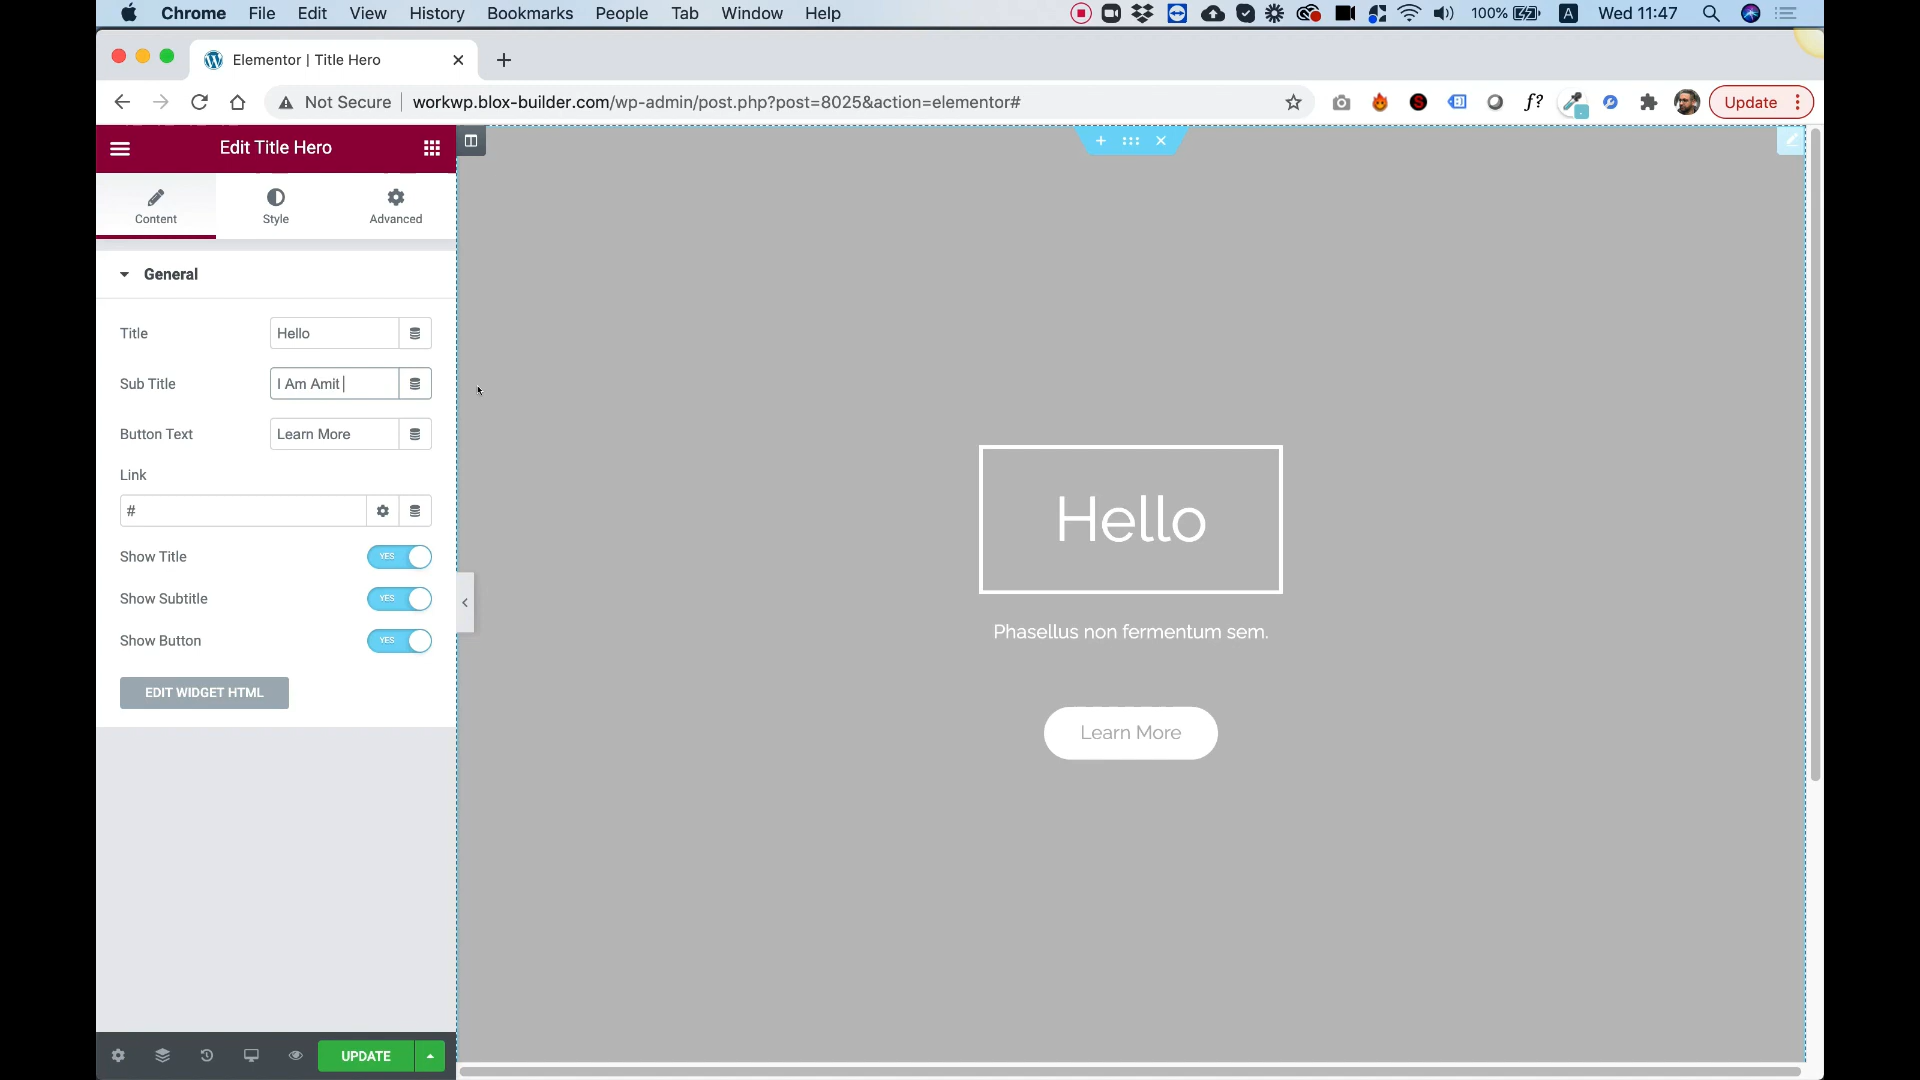 Chrome File Edit View History Bookmarks People Tab Window Help 100% A Wed 11:47
Elementor | Title Hero
Not Secure workwp.blox-builder.com/wp-admin/post.php?post=8025&action=elementor# S f? Update
Edit Title Hero
Content Style Advanced
General
Title Hello
Sub Title I Am Amit
Button Text Learn More
Link
#
Show Title YES
Show Subtitle YES
Show Button YES
EDIT WIDGET HTML
UPDATE
Hello
Phasellus non fermentum sem.
Learn More